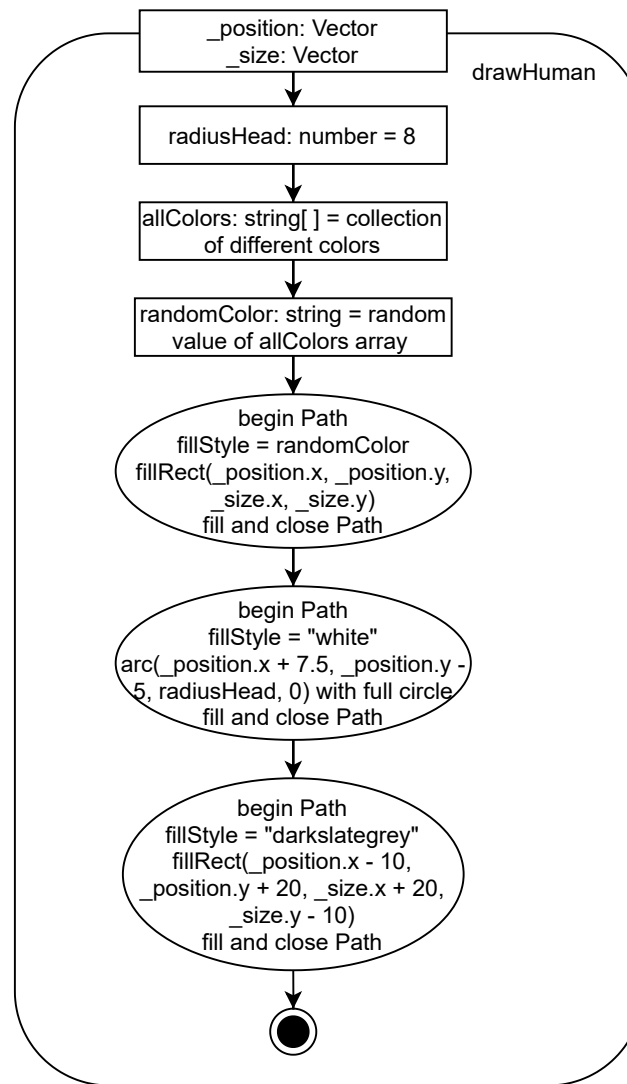 _position: Vector
_size: Vector
drawHuman
radiusHead: number = 8
allColors: string[ ] = collection
of different colors
randomColor: string = random
value of allColors array
begin Path
fillStyle = randomColor
fillRect(_position.x, _position.y,
_size.x, _size.y)
fill and close Path
begin Path
fillStyle = "white"
arc(_position.x + 7.5, _position.y -
5, radiusHead, 0) with full circle
fill and close Path
begin Path
fillStyle = "darkslategrey"
fillRect(_position.x - 10,
_position.y + 20, _size.x + 20,
_size.y - 10)
fill and close Path